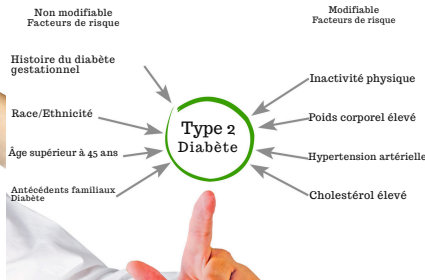 Non modifiable
Facteurs de risque
Histoire du diabète
gestationnel
Race/Ethnicité
Âge supérieur à 45 ans
Antécédents familiaux
Diabète
Type 2
Diabète
Modifiable
Facteurs de risque
Inactivité physique
Poids corporel élevé
Hypertension artérielle
Cholestérol élevé